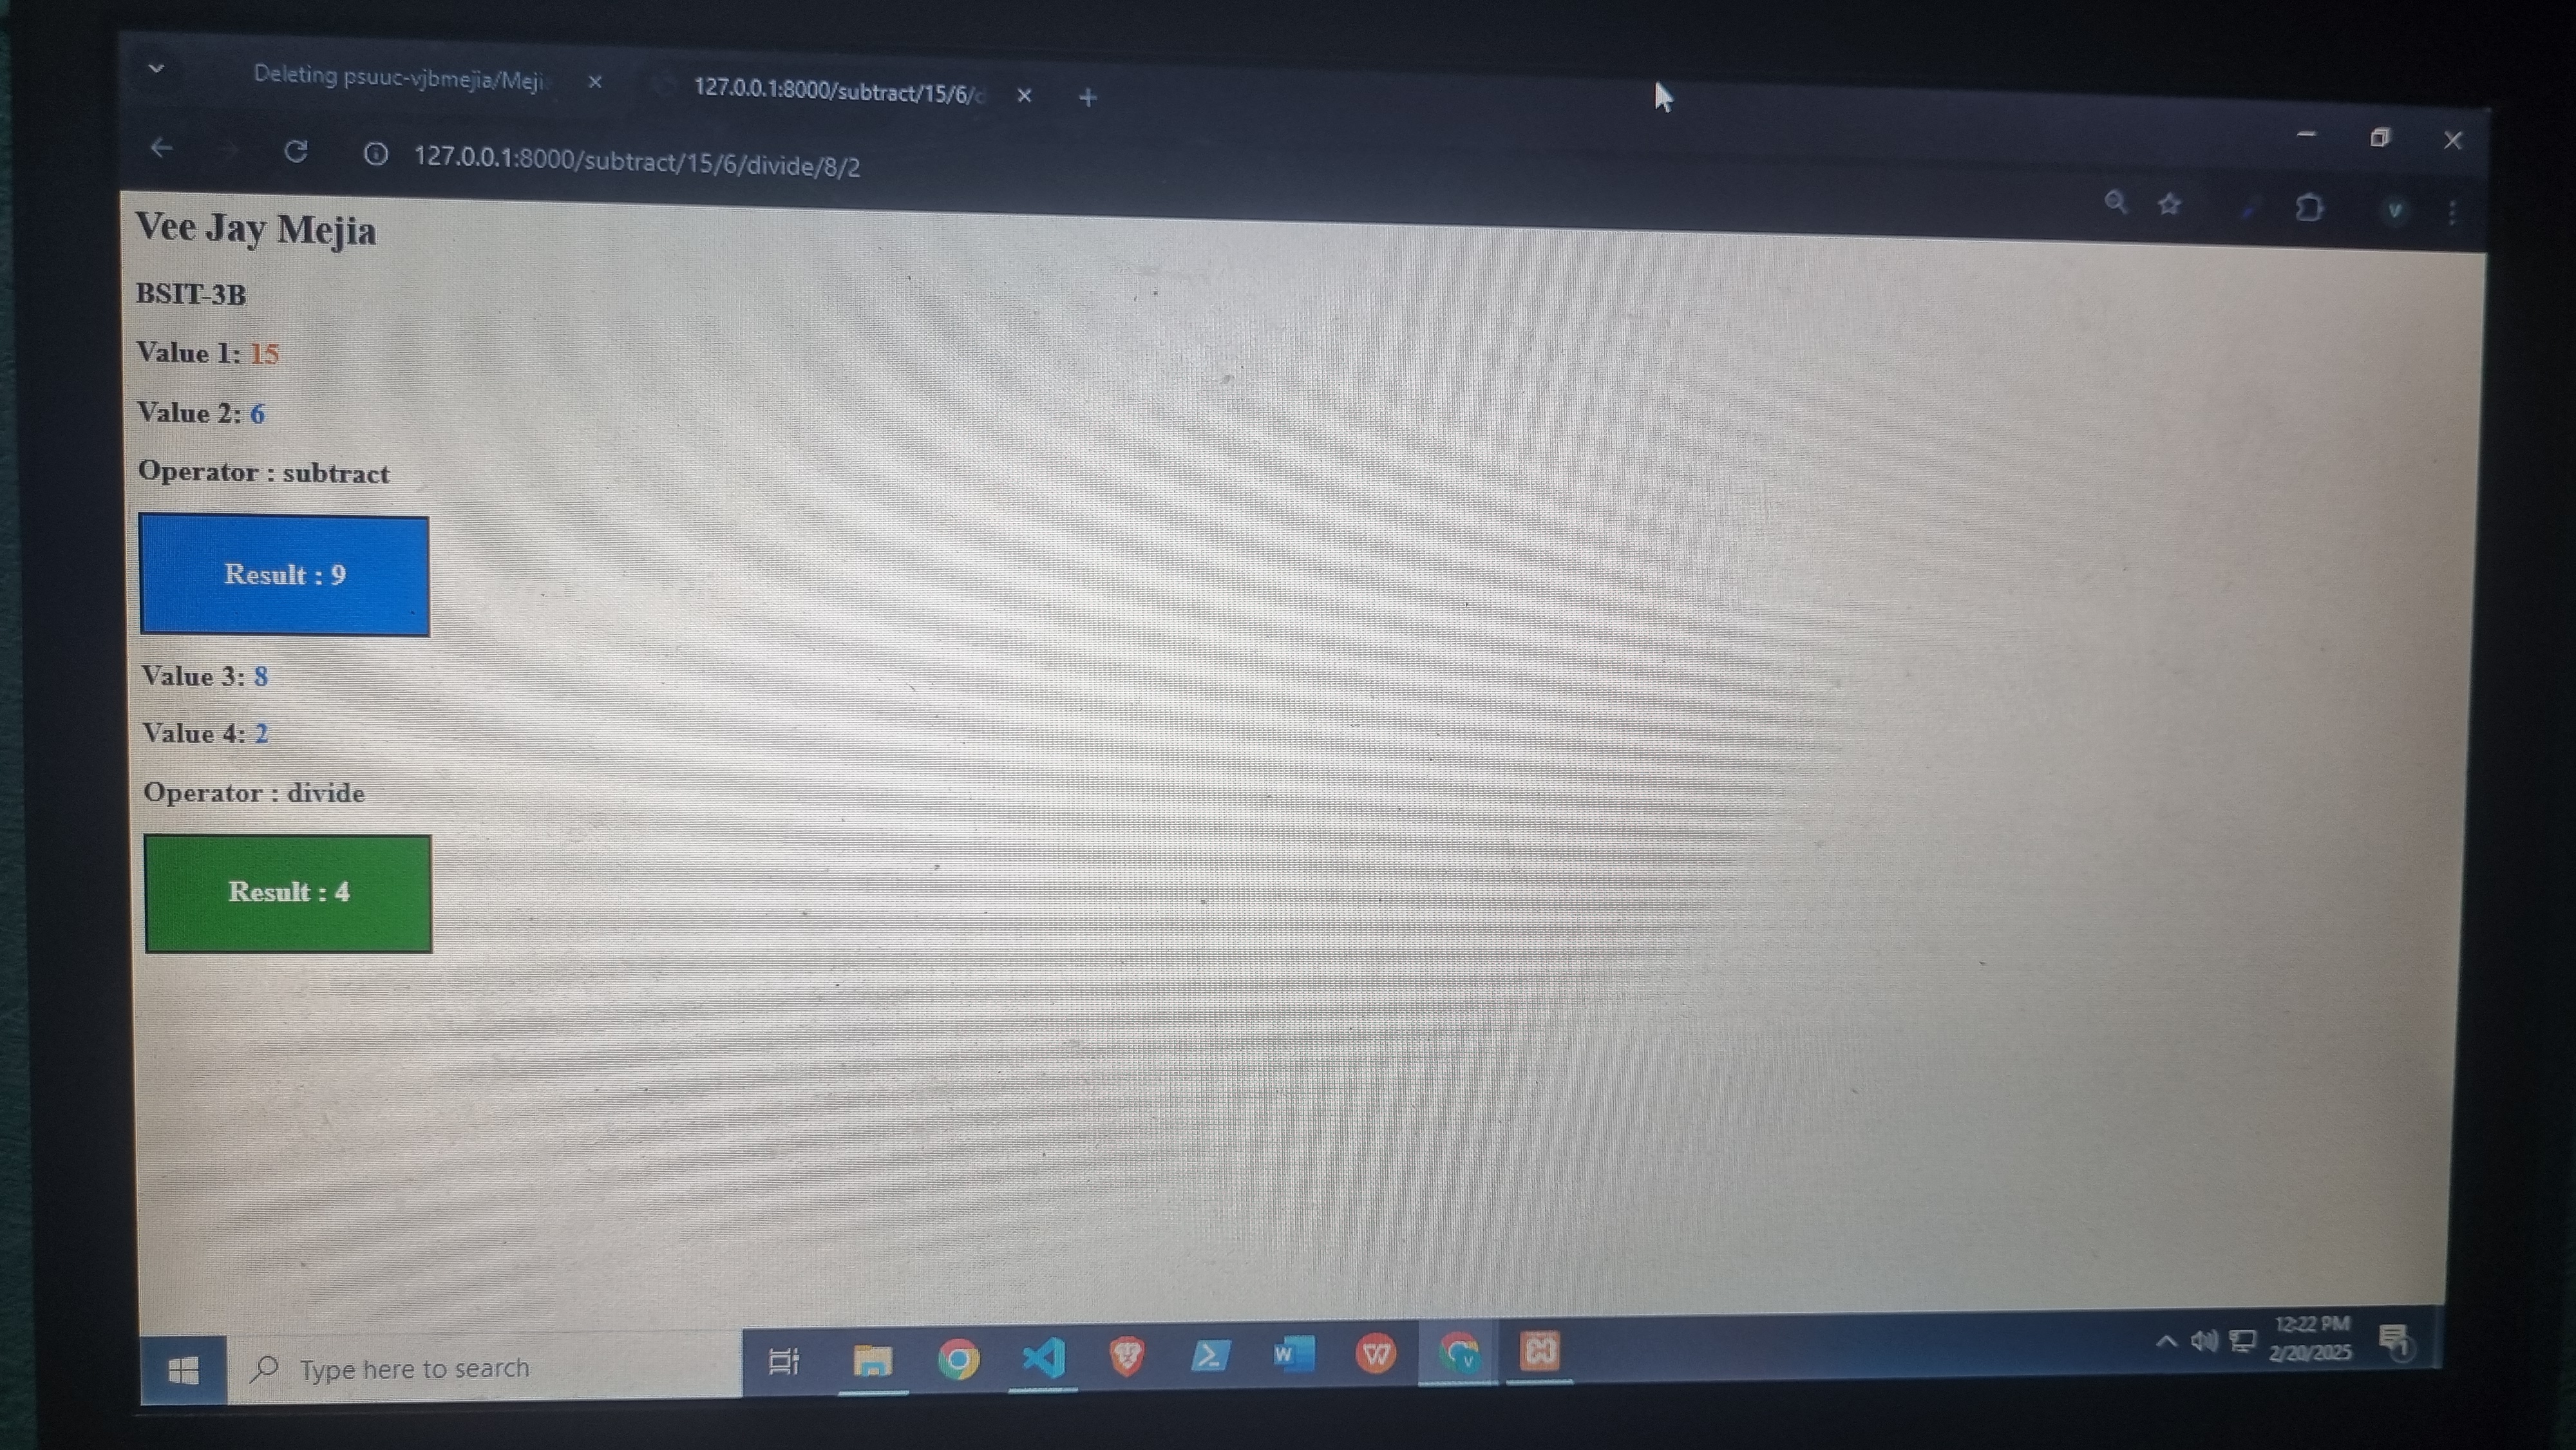 Deleting psuuc-vjbmejia/Meji
127.0.0.1:8000/subtract/15/6/d
127.0.0.1:8000/subtract/15/6/divide/8/2
Vee Jay Mejia
BSIT-3B
Value 1: 15
Value 2: 6
Operator : subtract
Result : 9
Value 3: 8
Value 4: 2
Operator : divide
Result : 4
Type here to search
12:22 PM
2/20/2025